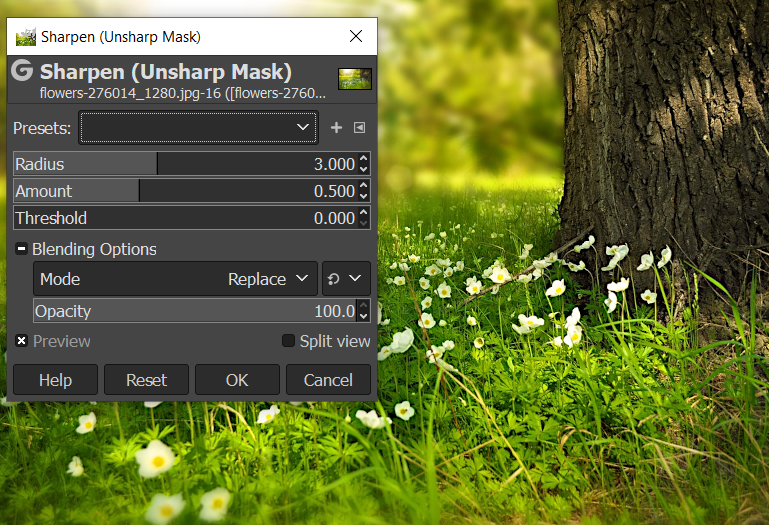 Sharpen (Unsharp Mask)
Sharpen (Unsharp Mask)
flowers-276014_1280.jpg-16 ([flowers-2760...
Presets:
Radius 3.000
Amount 0.500
Threshold 0.000
Blending Options
Mode Replace
Opacity 100.0
Preview Split view
Help Reset OK Cancel